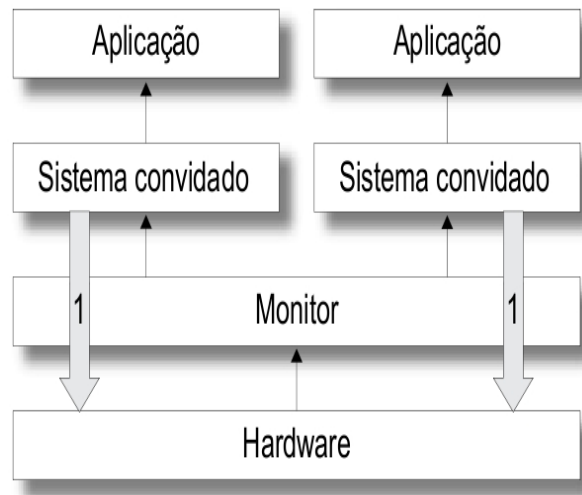 Aplicação
Aplicação
Sistema convidado
Sistema convidado
1
Monitor
1
Hardware